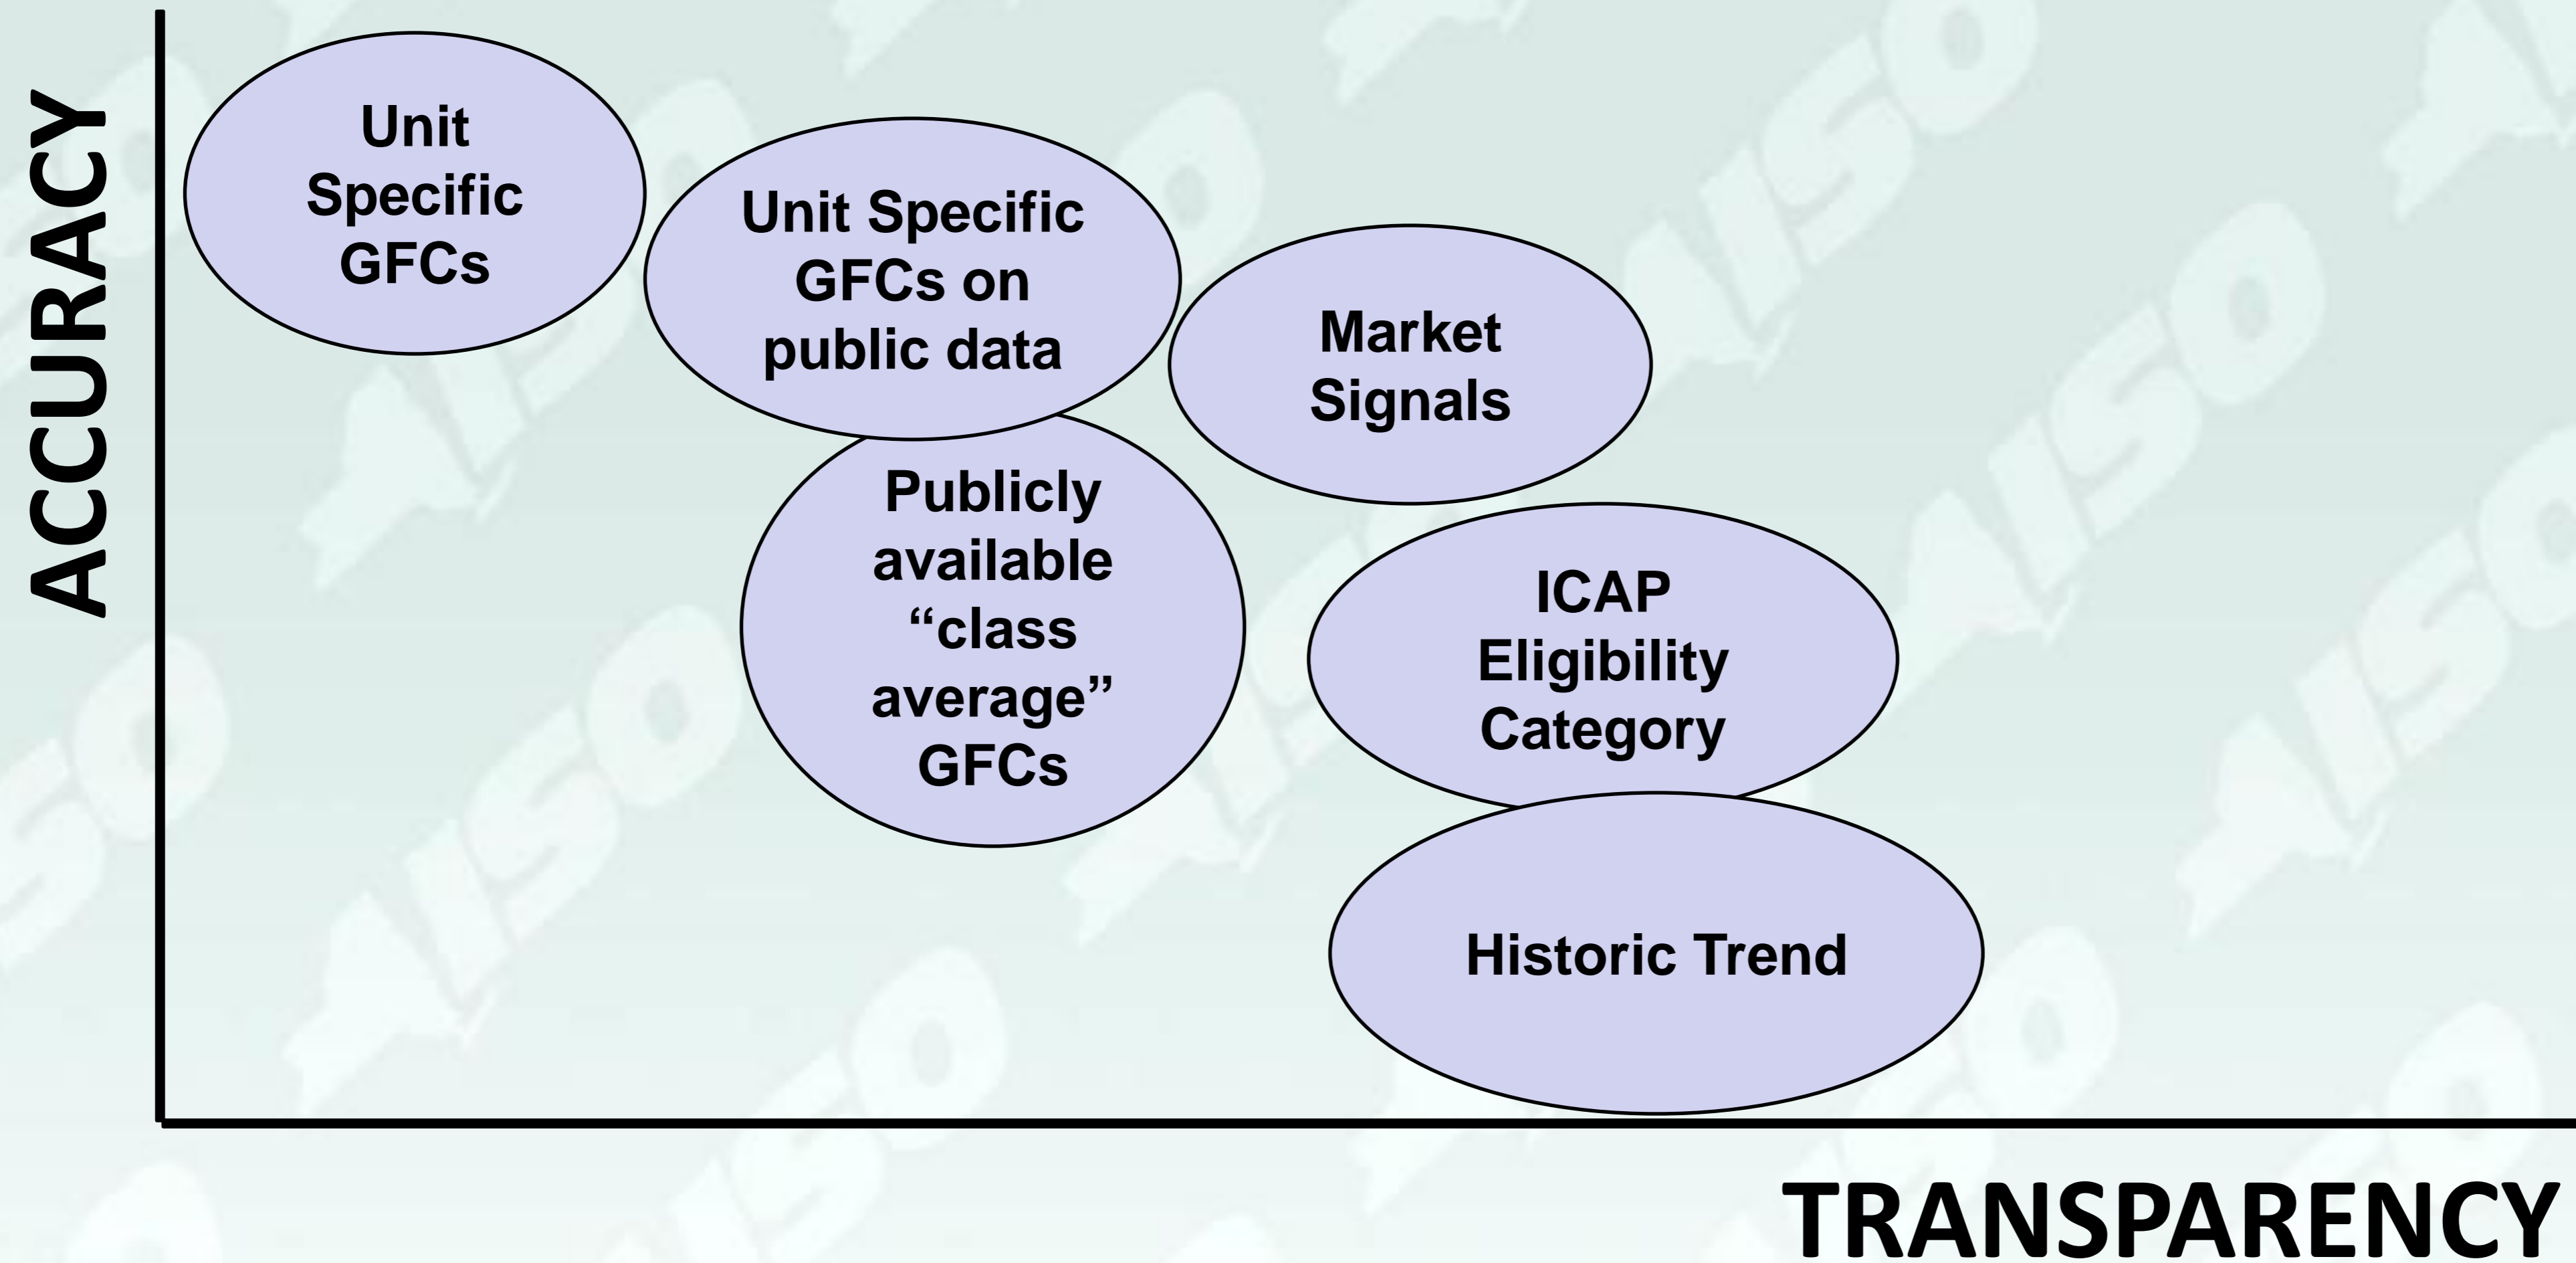 ACCURACY
Unit
Specific
GFCs
Unit Specific
GFCs on
public data
Market
Signals
Publicly
available
“class
average”
GFCs
ICAP
Eligibility
Category
Historic Trend
TRANSPARENCY